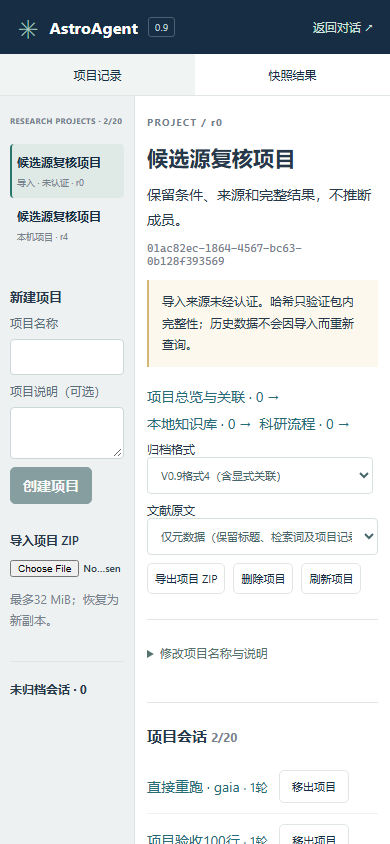 AstroAgent 0.9 返回对话 ↗
项目记录 快照结果
RESEARCH PROJECTS · 2/20
候选源复核项目
导入 · 未认证 · r0
候选源复核项目
本机项目 · r4
新建项目
项目名称
项目说明（可选）
创建项目
导入项目 ZIP
Choose File No...sen
最多32 MiB；恢复为
新副本。
未归档会话 · 0
PROJECT / r0
候选源复核项目
保留条件、来源和完整结果，不推断
成员。
01ac82ec-1864-4567-bc63-
0b128f393569
导入来源未经认证。哈希只验证包内
完整性；历史数据不会因导入而重新
查询。
项目总览与关联 · 0 →
本地知识库 · 0 → 科研流程 · 0 →
归档格式
V0.9格式4（含显式关联）
文献原文
仅元数据（保留标题、检索词及项目记
导出项目 ZIP 删除项目 刷新项目
▶ 修改项目名称与说明
项目会话 2/20
直接重跑 · gaia · 1轮 移出项目
项目验收100行 · 1轮 移出项目